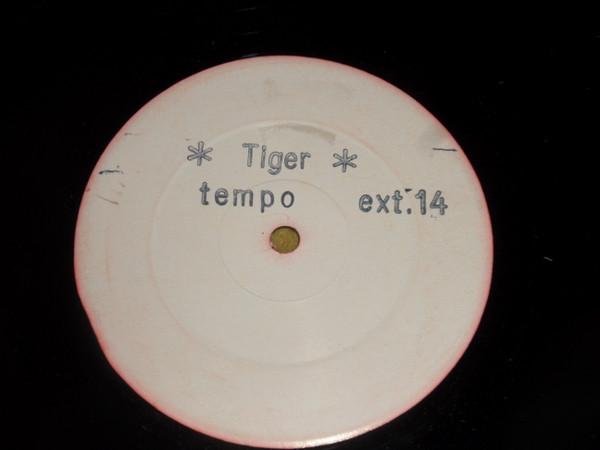 * Tiger *
tempo ext.14